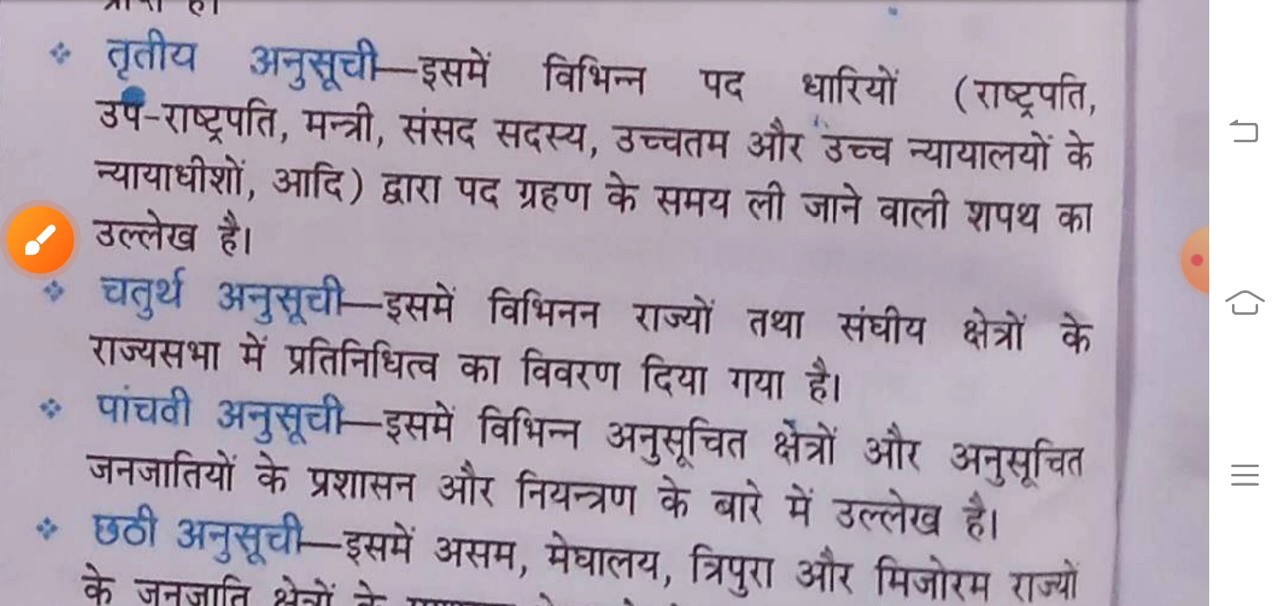 तृतीय अनुसूची—इसमें विभिन्न पद धारियों (राष्ट्रपति,
उप-राष्ट्रपति, मन्त्री, संसद सदस्य, उच्चतम और उच्च न्यायालयों के
न्यायाधीशों, आदि) द्वारा पद ग्रहण के समय ली जाने वाली शपथ का
उल्लेख है।
चतुर्थ अनुसूची—इसमें विभिनन राज्यों तथा संघीय क्षेत्रों के
राज्यसभा में प्रतिनिधित्व का विवरण दिया गया है।
पांचवी अनुसूची—इसमें विभिन्न अनुसूचित क्षेत्रों और अनुसूचित
जनजातियों के प्रशासन और नियन्त्रण के बारे में उल्लेख है।
छठी अनुसूची—इसमें असम, मेघालय, त्रिपुरा और मिजोरम राज्यों
के जनजाति क्षेत्रों के